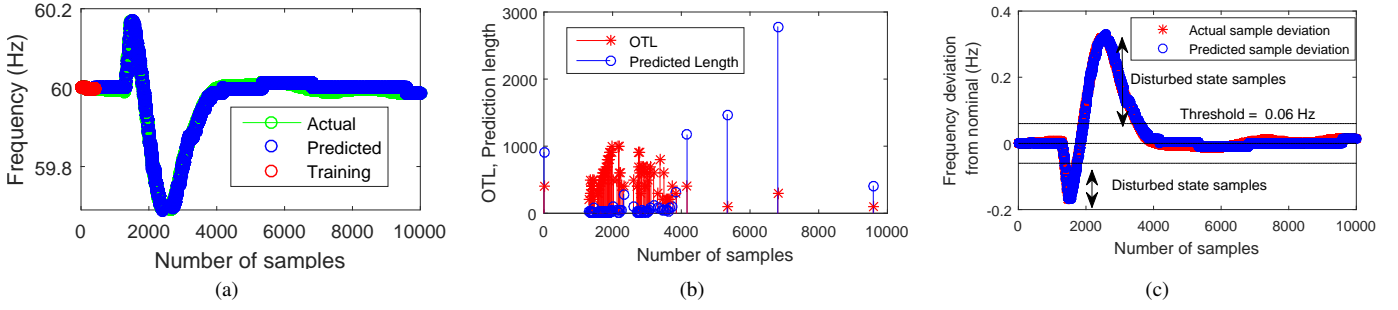 60.2
60
59.8
Frequency (Hz)
Actual
Predicted
Training
0
2000
4000
6000
8000
10000
Number of samples
(a)
3000
2000
1000
0
OTL, Prediction length
OTL
Predicted Length
0
2000
4000
6000
8000
10000
Number of samples
(b)
0.4
0.2
0
-0.2
Frequency deviation
from nominal (Hz)
Actual sample deviation
Predicted sample deviation
Disturbed state samples
Threshold = 0.06 Hz
Disturbed state samples
0
2000
4000
6000
8000
10000
Number of samples
(c)